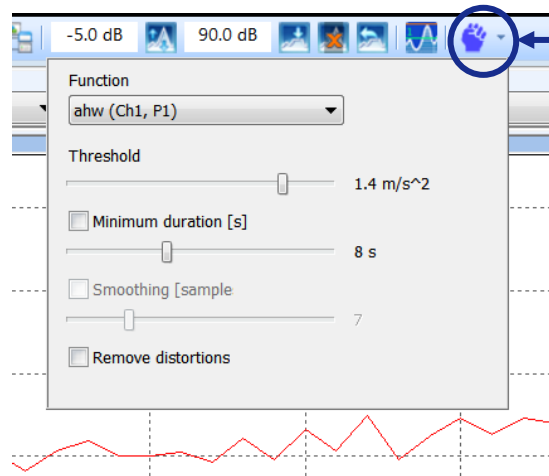 -5.0 dB 90.0 dB
Function
ahw (Ch1, P1)
Threshold
1.4 m/s^2
Minimum duration [s]
8 s
Smoothing [sample
7
Remove distortions